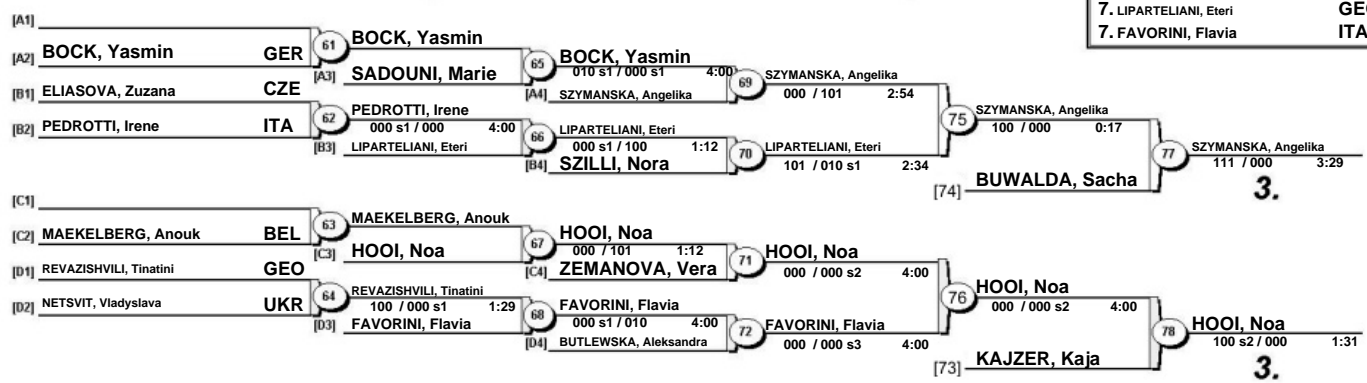 7. LIPARTELIANI, Eteri GEO
7. FAVORINI, Flavia ITA
[A1]
[A2] BOCK, Yasmin GER
61 BOCK, Yasmin
[A3] SADOUNI, Marie
65 BOCK, Yasmin
010 s1 / 000 s1 4:00
[A4] SZYMANSKA, Angelika
69 SZYMANSKA, Angelika
000 / 101 2:54
[B1] ELIASOVA, Zuzana CZE
[B2] PEDROTTI, Irene ITA
62 PEDROTTI, Irene
000 s1 / 000 4:00
[B3] LIPARTELIANI, Eteri
66 LIPARTELIANI, Eteri
000 s1 / 100 1:12
[B4] SZILLI, Nora
70 LIPARTELIANI, Eteri
101 / 010 s1 2:34
75 SZYMANSKA, Angelika
100 / 000 0:17
[74] BUWALDA, Sacha
77 SZYMANSKA, Angelika
111 / 000 3:29
3.
[C1]
[C2] MAEKELBERG, Anouk BEL
63 MAEKELBERG, Anouk
[C3] HOOI, Noa
67 HOOI, Noa
000 / 101 1:12
[C4] ZEMANOVA, Vera
71 HOOI, Noa
000 / 000 s2 4:00
[D1] REVAZISHVILI, Tinatini GEO
[D2] NETSVIT, Vladyslava UKR
64 REVAZISHVILI, Tinatini
100 / 000 s1 1:29
[D3] FAVORINI, Flavia
68 FAVORINI, Flavia
000 s1 / 010 4:00
[D4] BUTLEWSKA, Aleksandra
72 FAVORINI, Flavia
000 / 000 s3 4:00
76 HOOI, Noa
000 / 000 s2 4:00
[73] KAJZER, Kaja
78 HOOI, Noa
100 s2 / 000 1:31
3.